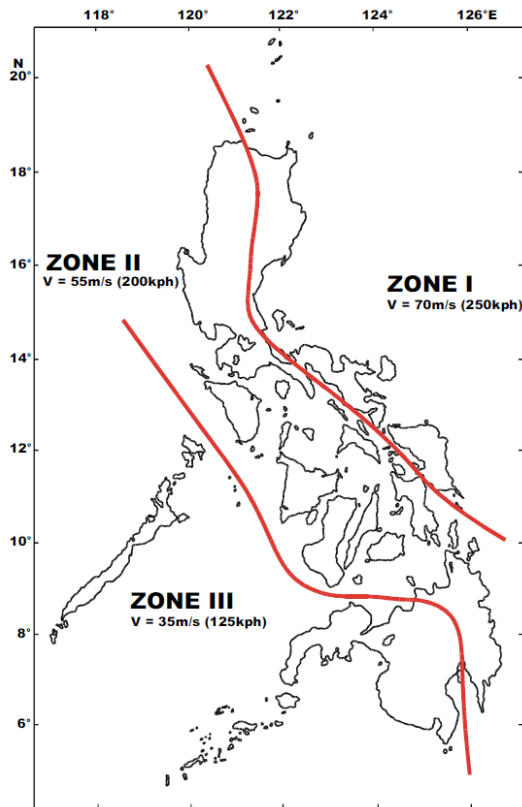 118° 120° 122° 124° 126°E
N
20°
18°
16°
14°
12°
10°
8°
6°
ZONE II
V = 55m/s (200kph)
ZONE I
V = 70m/s (250kph)
ZONE III
V = 35m/s (125kph)